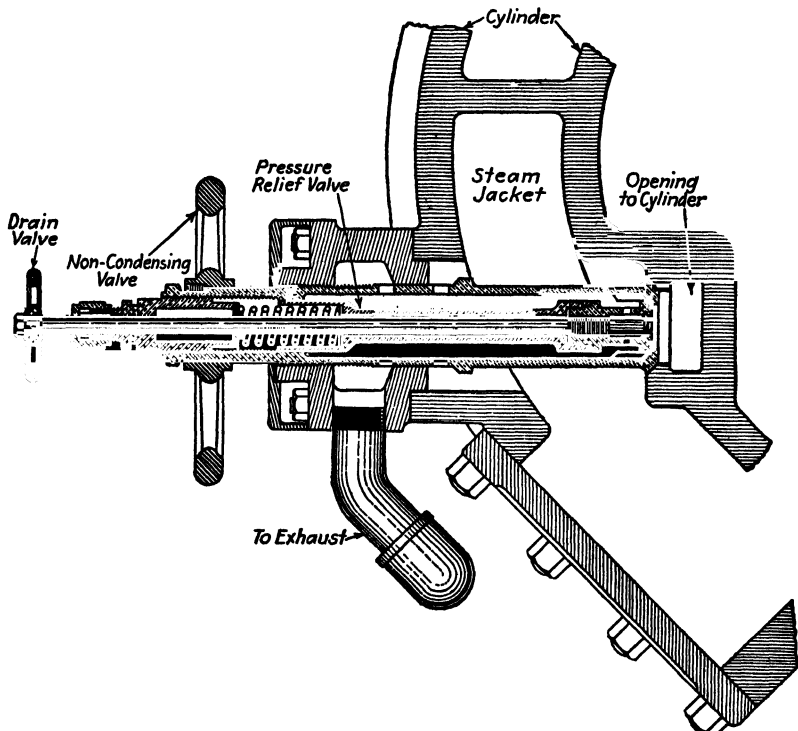 Cylinder
Pressure
Relief Valve
Steam
Jacket
Opening
to Cylinder
Drain
Valve
Non-Condensing
Valve
To Exhaust